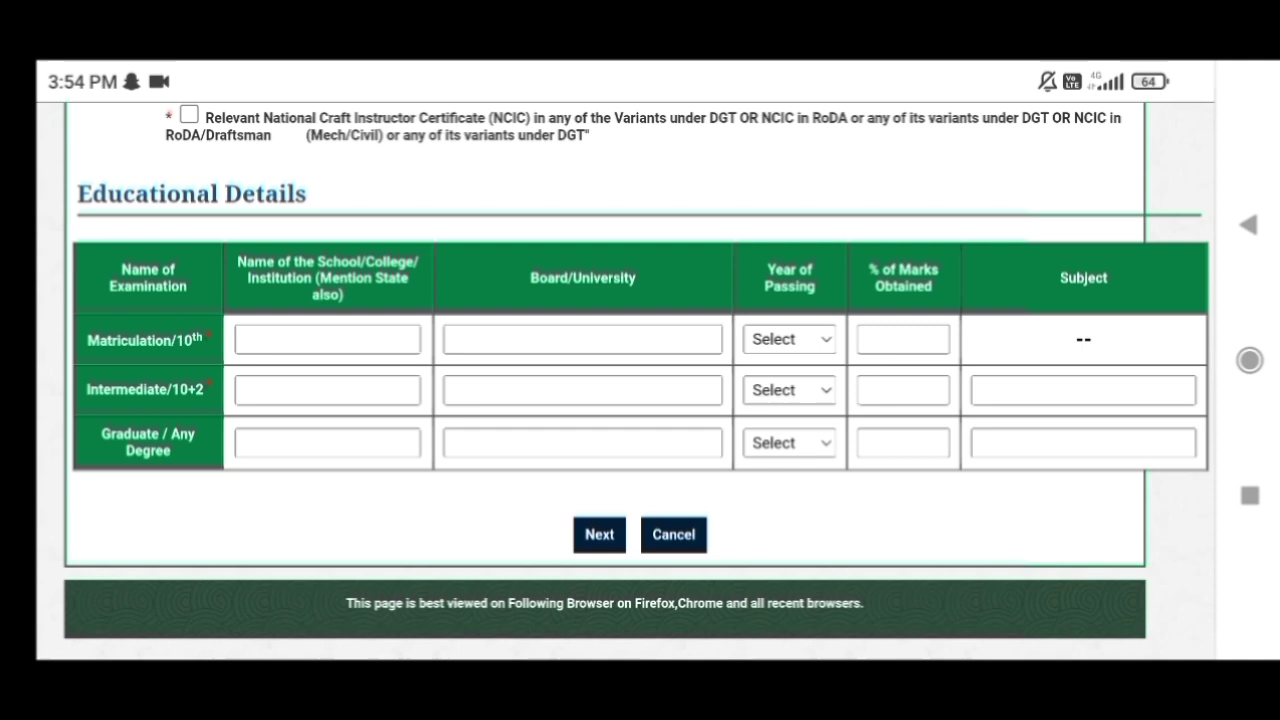 3:54 PM
4G
Vo LTE
64
* Relevant National Craft Instructor Certificate (NCIC) in any of the Variants under DGT OR NCIC in RoDA or any of its variants under DGT OR NCIC in
RoDA/Draftsman (Mech/Civil) or any of its variants under DGT"
Educational Details
Name of
Examination
Name of the School/College/
Institution (Mention State
also)
Board/University
Year of
Passing
% of Marks
Obtained
Subject
Matriculation/10th *
Select
--
Intermediate/10+2 *
Select
Graduate / Any
Degree
Select
Next
Cancel
This page is best viewed on Following Browser on Firefox,Chrome and all recent browsers.